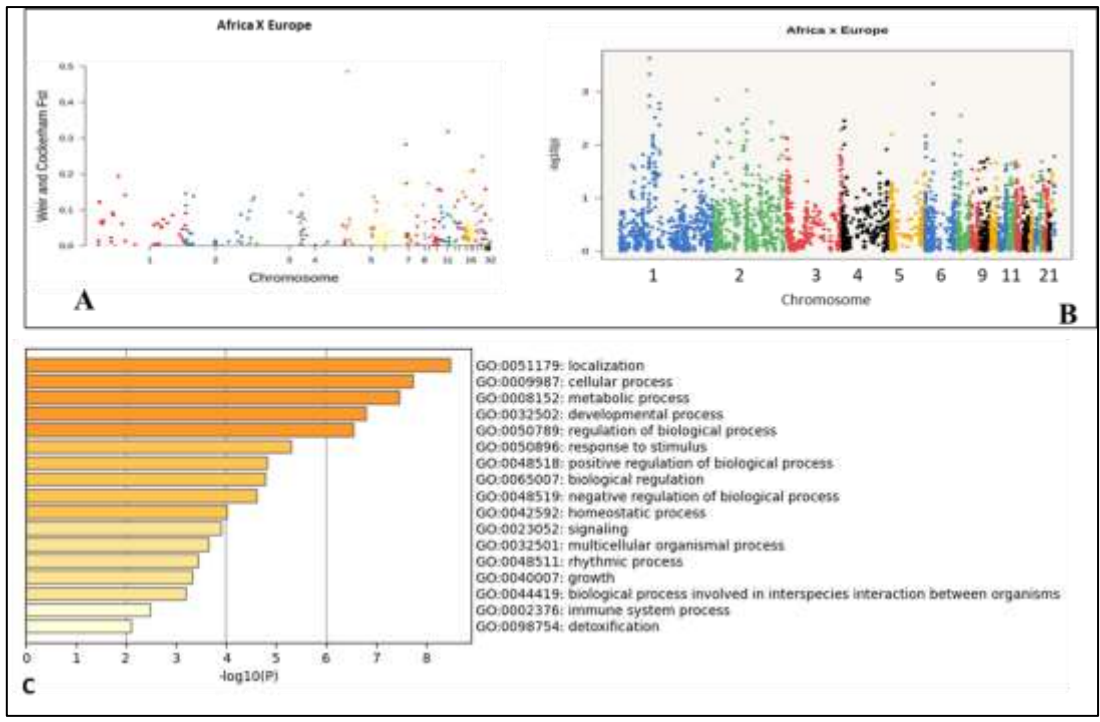 Africa X Europe
Weir and Cockerham Fst
0.5
0.4
0.3
0.2
0.1
0.0
1 2 3 4 7 8 11 16
Chromosome
A
Africa x Europe
3
2
1
0
1 2 3 4 5 6 9 11 21
Chromosome
B
GO:0051179: localization
GO:0009987: cellular process
GO:0008152: metabolic process
GO:0032502: developmental process
GO:0050789: regulation of biological process
GO:0050896: response to stimulus
GO:0048518: positive regulation of biological process
GO:0065007: biological regulation
GO:0048519: negative regulation of biological process
GO:0042592: homeostatic process
GO:0023052: signaling
GO:0032501: multicellular organismal process
GO:0048511: rhythmic process
GO:0040007: growth
GO:0044419: biological process involved in interspecies interaction between organisms
GO:0002376: immune system process
GO:0098754: detoxification
0 1 2 3 4 5 6 7 8
-log10(P)
C